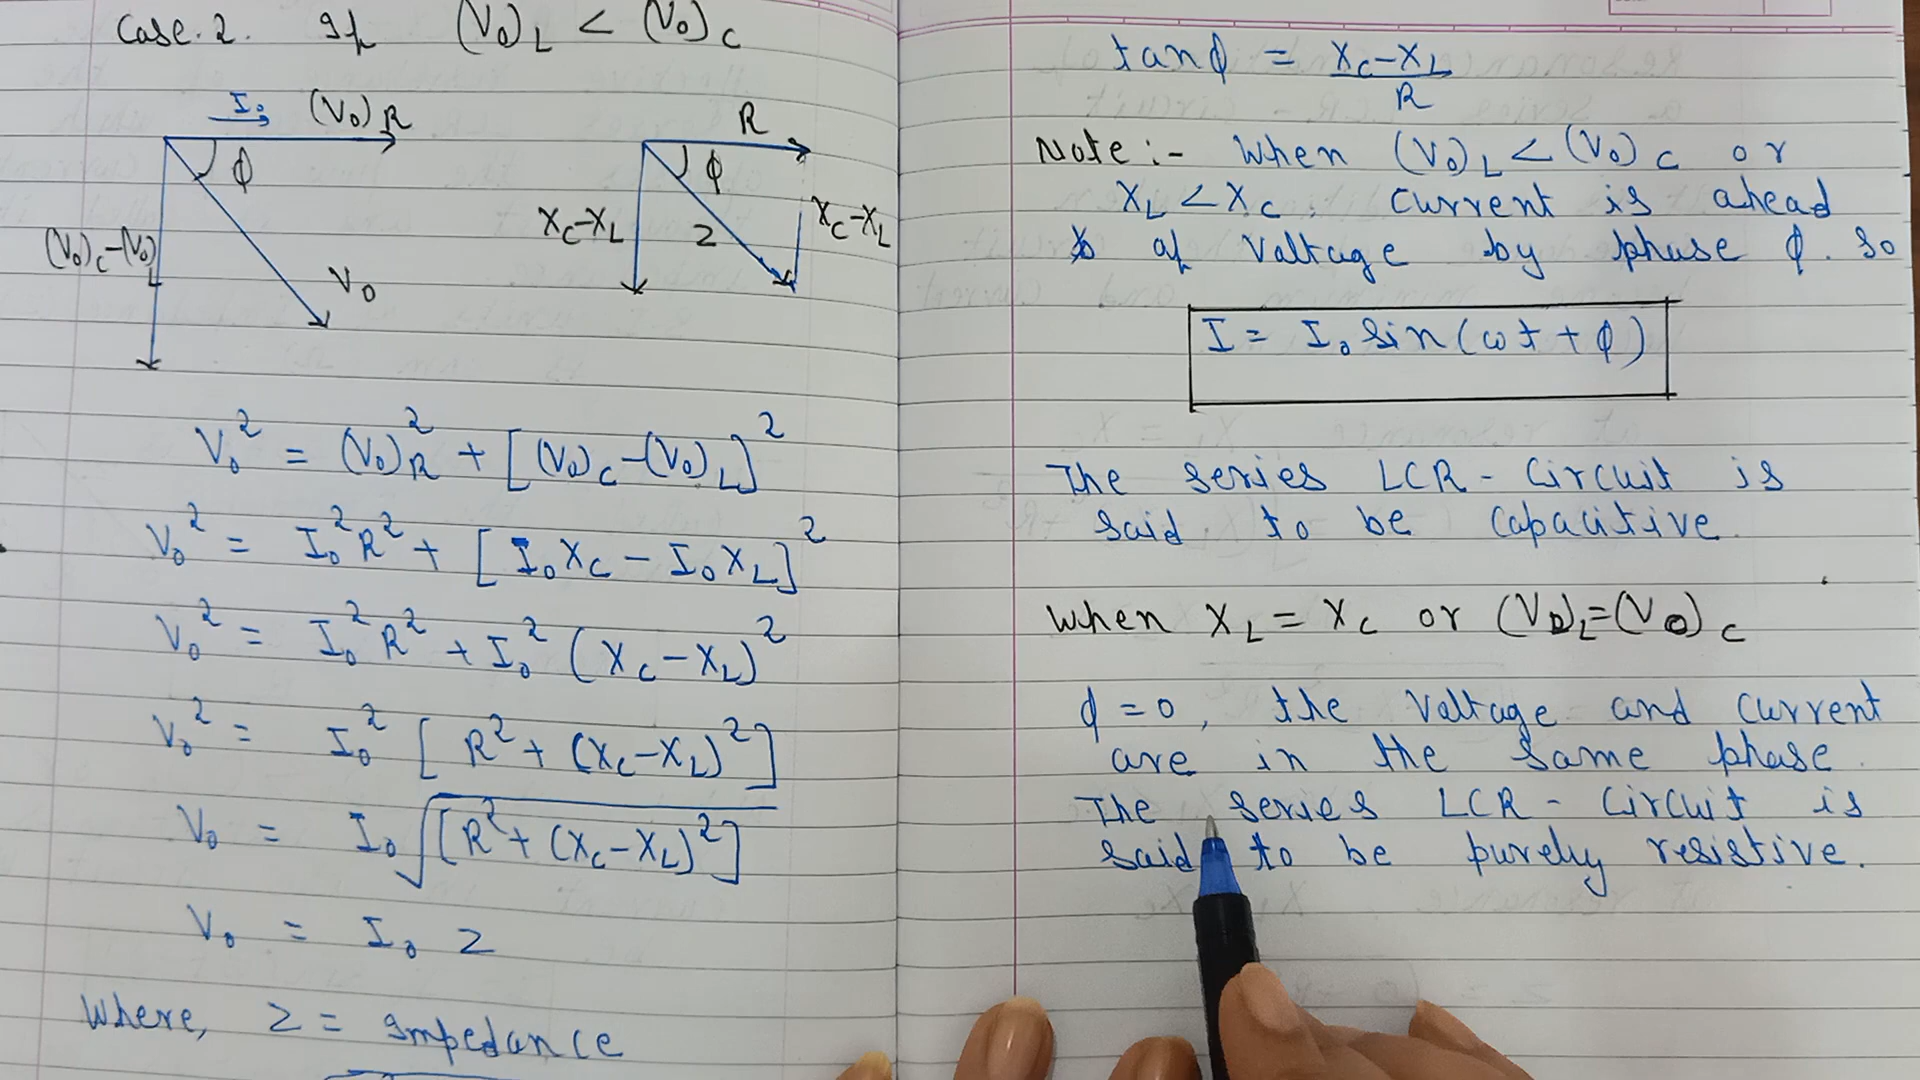 Case.2. If (V₀)L < (V₀)C
I₀ (V₀)R
ϕ
(V₀)C-(V₀)L
V₀
R
ϕ
XC-XL
Z
XC-XL
V₀² = (V₀)R² + [(V₀)C-(V₀)L]²
V₀² = I₀²R² + [I₀XC - I₀XL]²
V₀² = I₀²R² + I₀² (XC-XL)²
V₀² = I₀² [R² + (XC-XL)²]
V₀ = I₀ √[R² + (XC-XL)²]
V₀ = I₀ Z
Where, Z = Impedance
tanϕ = XC-XL / R
Note :- When (V₀)L < (V₀)C or
XL < XC. Current is ahead
of Voltage by phase ϕ. So
I = I₀ Sin(ωt + ϕ)
The series LCR - Circuit is
said to be Capacitive.
When XL = XC or (V₀)L=(V₀)C
ϕ = 0, the Voltage and Current
are in the same phase.
The series LCR - Circuit is
said to be purely resistive.